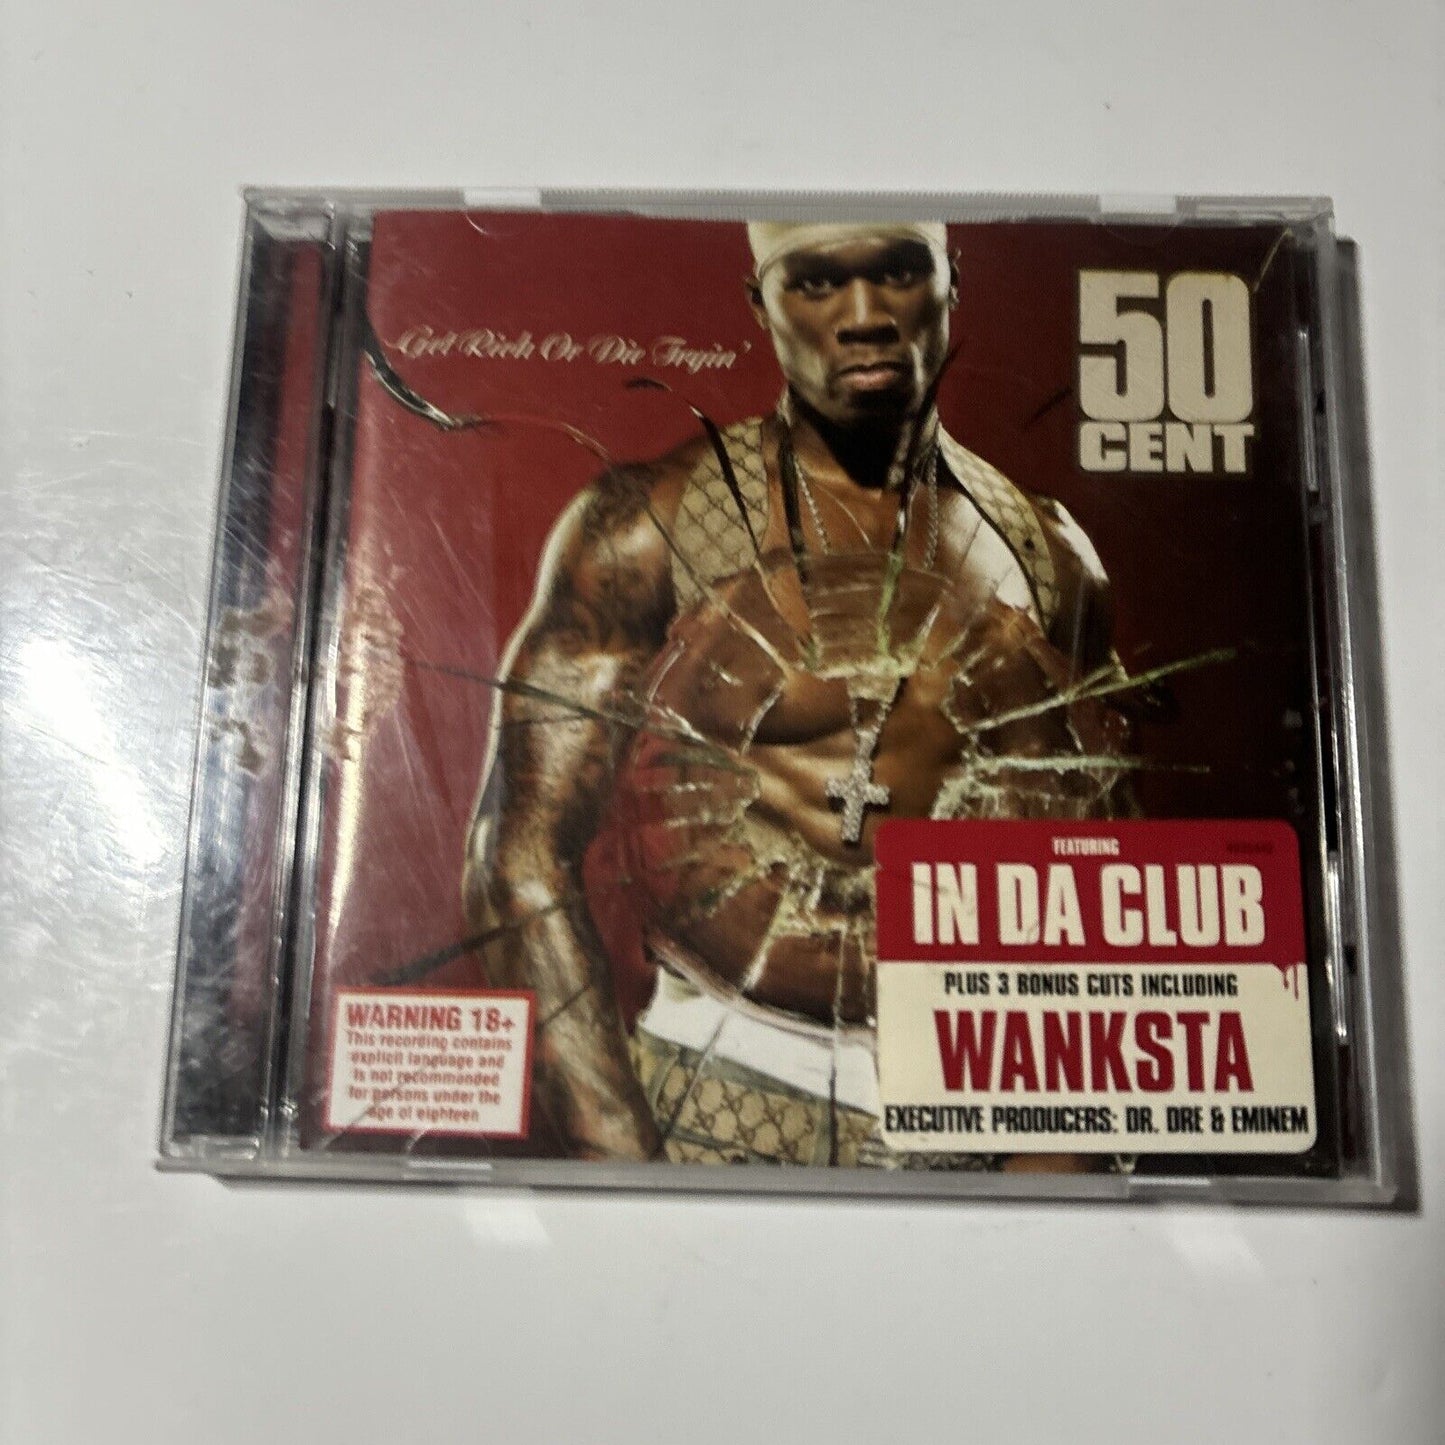 Get Rich Or Die Tryin'
50
CENT
FEATURING
IN DA CLUB
PLUS 3 BONUS CUTS INCLUDING
WANKSTA
EXECUTIVE PRODUCERS: DR. DRE & EMINEM
WARNING 18+
This recording contains
explicit language and
is not recommended
for persons under the
age of eighteen